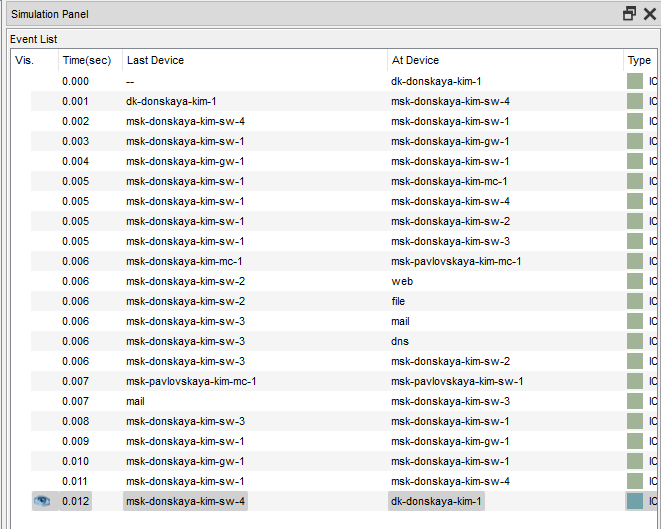 Simulation Panel
Event List
Vis. Time(sec) Last Device At Device Type
0.000 -- dk-donskaya-kim-1 IC
0.001 dk-donskaya-kim-1 msk-donskaya-kim-sw-4 IC
0.002 msk-donskaya-kim-sw-4 msk-donskaya-kim-sw-1 IC
0.003 msk-donskaya-kim-sw-1 msk-donskaya-kim-gw-1 IC
0.004 msk-donskaya-kim-gw-1 msk-donskaya-kim-sw-1 IC
0.005 msk-donskaya-kim-sw-1 msk-donskaya-kim-mc-1 IC
0.005 msk-donskaya-kim-sw-1 msk-donskaya-kim-sw-4 IC
0.005 msk-donskaya-kim-sw-1 msk-donskaya-kim-sw-2 IC
0.005 msk-donskaya-kim-sw-1 msk-donskaya-kim-sw-3 IC
0.006 msk-donskaya-kim-mc-1 msk-pavlovskaya-kim-mc-1 IC
0.006 msk-donskaya-kim-sw-2 web IC
0.006 msk-donskaya-kim-sw-2 file IC
0.006 msk-donskaya-kim-sw-3 mail IC
0.006 msk-donskaya-kim-sw-3 dns IC
0.006 msk-donskaya-kim-sw-3 msk-donskaya-kim-sw-2 IC
0.007 msk-pavlovskaya-kim-mc-1 msk-pavlovskaya-kim-sw-1 IC
0.007 mail msk-donskaya-kim-sw-3 IC
0.008 msk-donskaya-kim-sw-3 msk-donskaya-kim-sw-1 IC
0.009 msk-donskaya-kim-sw-1 msk-donskaya-kim-gw-1 IC
0.010 msk-donskaya-kim-gw-1 msk-donskaya-kim-sw-1 IC
0.011 msk-donskaya-kim-sw-1 msk-donskaya-kim-sw-4 IC
0.012 msk-donskaya-kim-sw-4 dk-donskaya-kim-1 IC